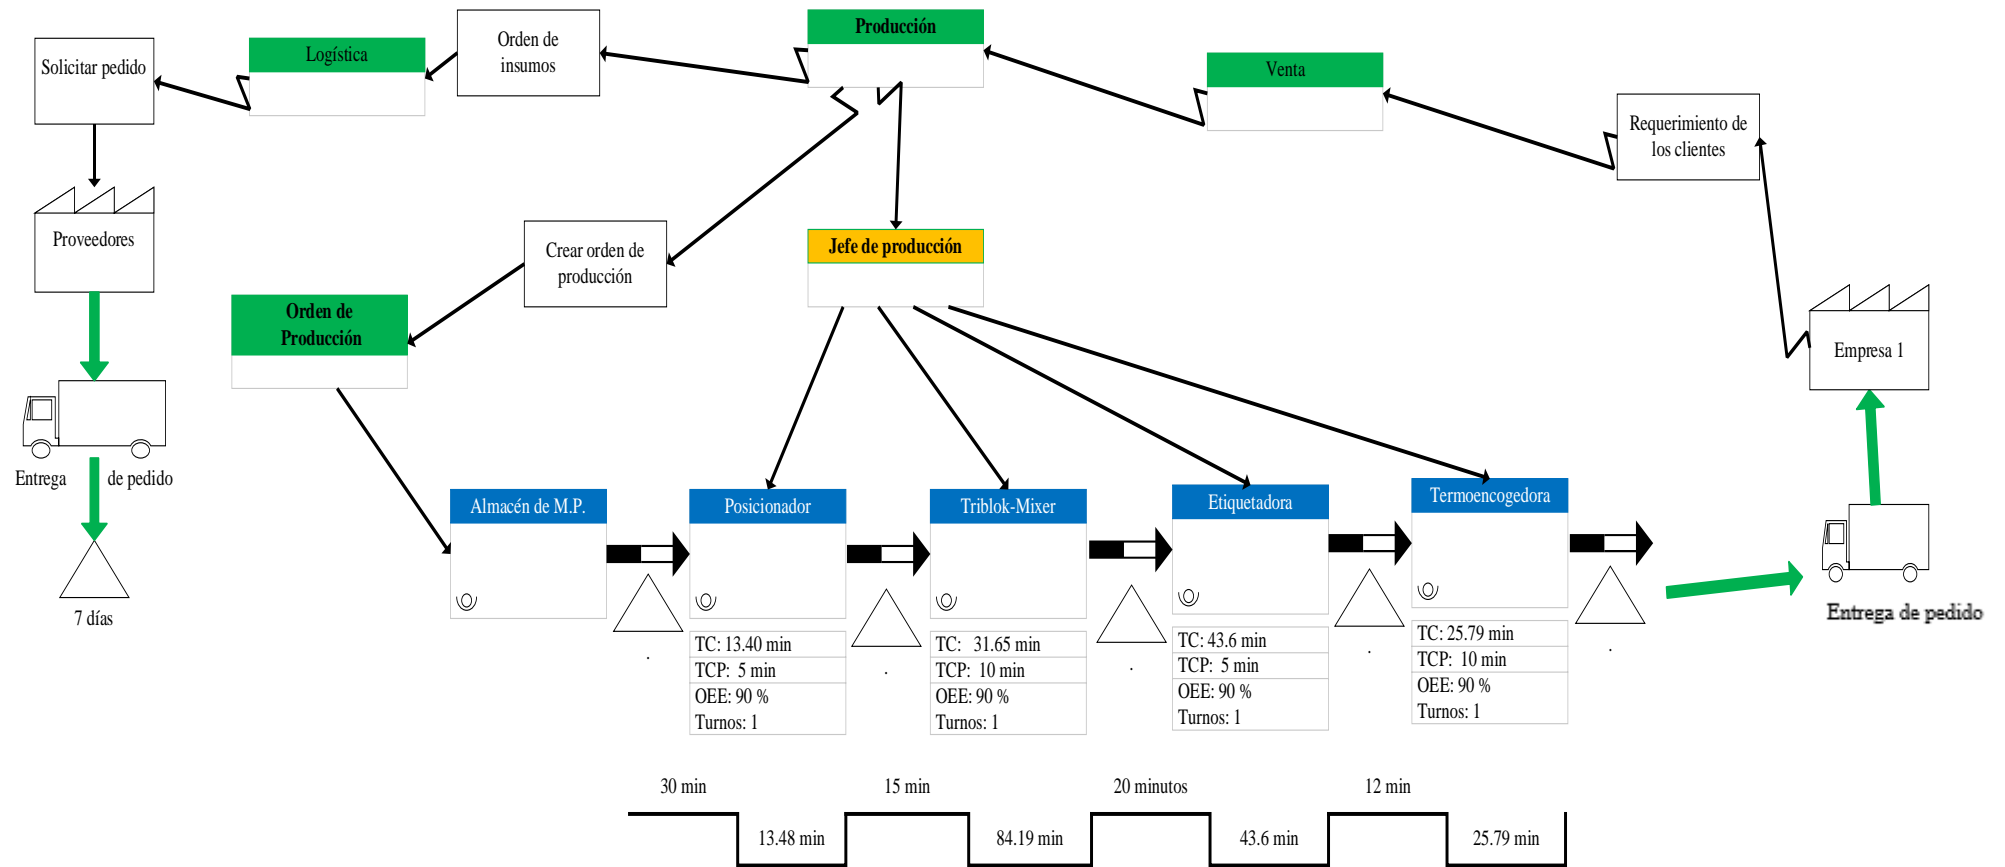 Solicitar pedido
Logística
Orden de
insumos
Producción
Venta
Requerimiento de
los clientes
Proveedores
Crear orden de
producción
Jefe de producción
Orden de
Producción
Empresa 1
Entrega de pedido
7 días
Almacén de M.P.
Posicionador
Triblok-Mixer
Etiquetadora
Termoencogedora
Entrega de pedido
TC: 13.40 min
TCP: 5 min
OEE: 90 %
Turnos: 1
TC: 31.65 min
TCP: 10 min
OEE: 90 %
Turnos: 1
TC: 43.6 min
TCP: 5 min
OEE: 90 %
Turnos: 1
TC: 25.79 min
TCP: 10 min
OEE: 90 %
Turnos: 1
30 min
15 min
20 minutos
12 min
13.48 min
84.19 min
43.6 min
25.79 min